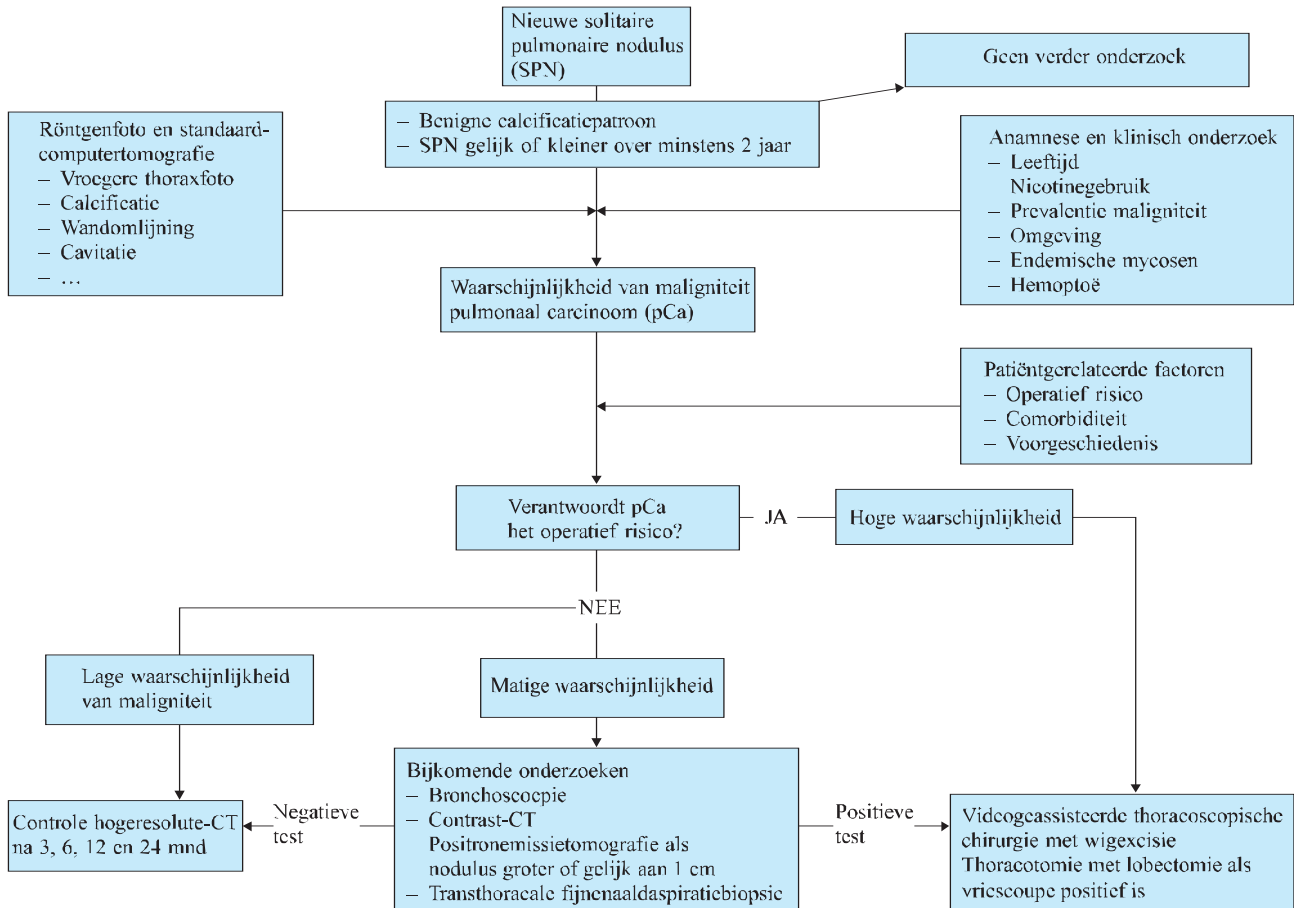 Nieuwe solitaire
pulmonaire nodulus
(SPN)
Geen verder onderzoek
– Benigne calcificatiepatroon
– SPN gelijk of kleiner over minstens 2 jaar
Röntgenfoto en standaard-
computertomografie
– Vroegere thoraxfoto
– Calcificatie
– Wandomlijning
– Cavitatie
– …
Anamnese en klinisch onderzoek
– Leeftijd
Nicotinegebruik
– Prevalentie maligniteit
– Omgeving
– Endemische mycosen
– Hemoptoë
Waarschijnlijkheid van maligniteit
pulmonaal carcinoom (pCa)
Patiëntgerelateerde factoren
– Operatief risico
– Comorbiditeit
– Voorgeschiedenis
Verantwoordt pCa
het operatief risico?
JA
Hoge waarschijnlijkheid
NEE
Lage waarschijnlijkheid
van maligniteit
Matige waarschijnlijkheid
Bijkomende onderzoeken
– Bronchoscocpie
– Contrast-CT
Positronemissietomografie als
nodulus groter of gelijk aan 1 cm
– Transthoracale fijnenaaldaspiratiebiopsie
Negatieve
test
Positieve
test
Controle hogeresolute-CT
na 3, 6, 12 en 24 mnd
Videogeassisteerde thoracoscopische
chirurgie met wigexcisie
Thoracotomie met lobectomie als
vriescoupe positief is